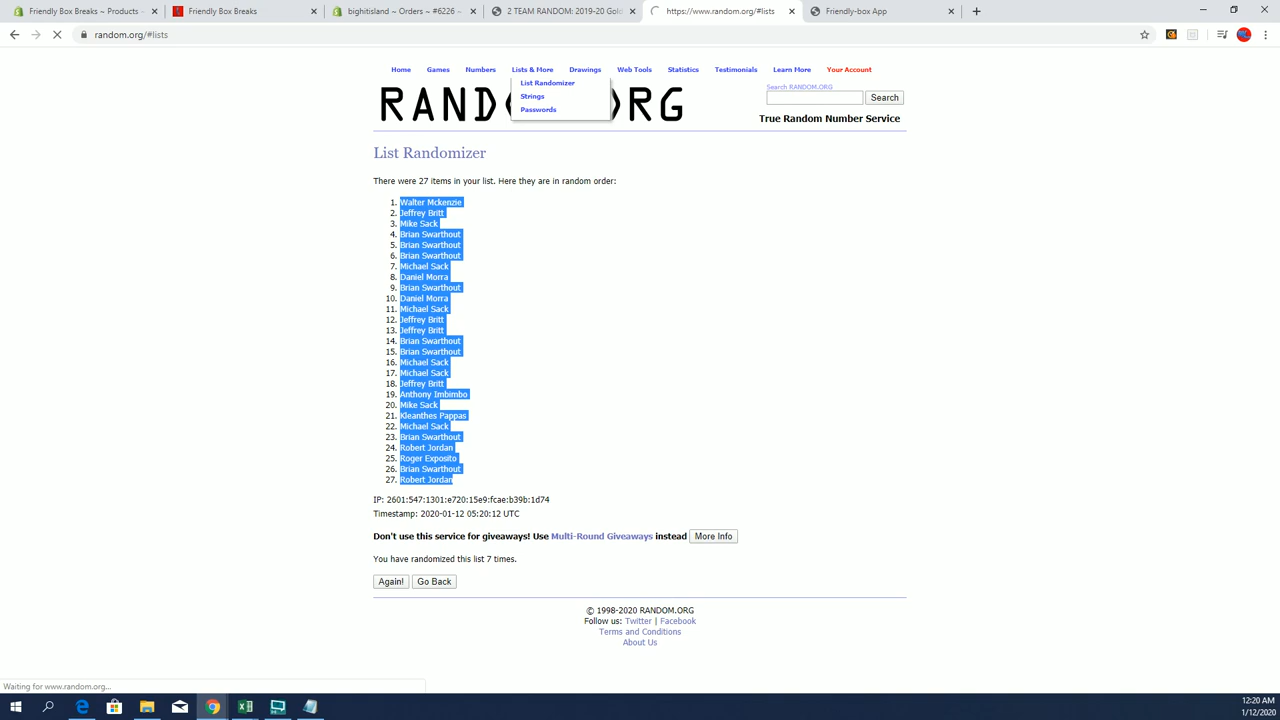 Friendly Box Breaks ~ Products -
Friendly Box Breaks
bighitisland ~ Orders ~ #6226 ~
2 TEAM RANDOM: 2019-20 Gold
https://www.random.org/#lists
Friendly-box App
random.org/#lists
Home Games Numbers Lists & More Drawings Web Tools Statistics Testimonials Learn More Your Account
List Randomizer
Strings
Passwords
RANDOM.ORG
Search RANDOM.ORG
Search
True Random Number Service
List Randomizer
There were 27 items in your list. Here they are in random order:
1. Walter Mckenzie
2. Jeffrey Britt
3. Mike Sack
4. Brian Swarthout
5. Brian Swarthout
6. Brian Swarthout
7. Michael Sack
8. Daniel Morra
9. Brian Swarthout
10. Daniel Morra
11. Michael Sack
12. Jeffrey Britt
13. Jeffrey Britt
14. Brian Swarthout
15. Brian Swarthout
16. Michael Sack
17. Michael Sack
18. Jeffrey Britt
19. Anthony Imbimbo
20. Mike Sack
21. Kleanthes Pappas
22. Michael Sack
23. Brian Swarthout
24. Robert Jordan
25. Roger Exposito
26. Brian Swarthout
27. Robert Jordan
IP: 2601:547:1301:e720:15e9:fcae:b39b:1d74
Timestamp: 2020-01-12 05:20:12 UTC
Don't use this service for giveaways! Use Multi-Round Giveaways instead More Info
You have randomized this list 7 times.
Again! Go Back
© 1998-2020 RANDOM.ORG
Follow us: Twitter | Facebook
Terms and Conditions
About Us
Waiting for www.random.org...
12:20 AM
1/12/2020